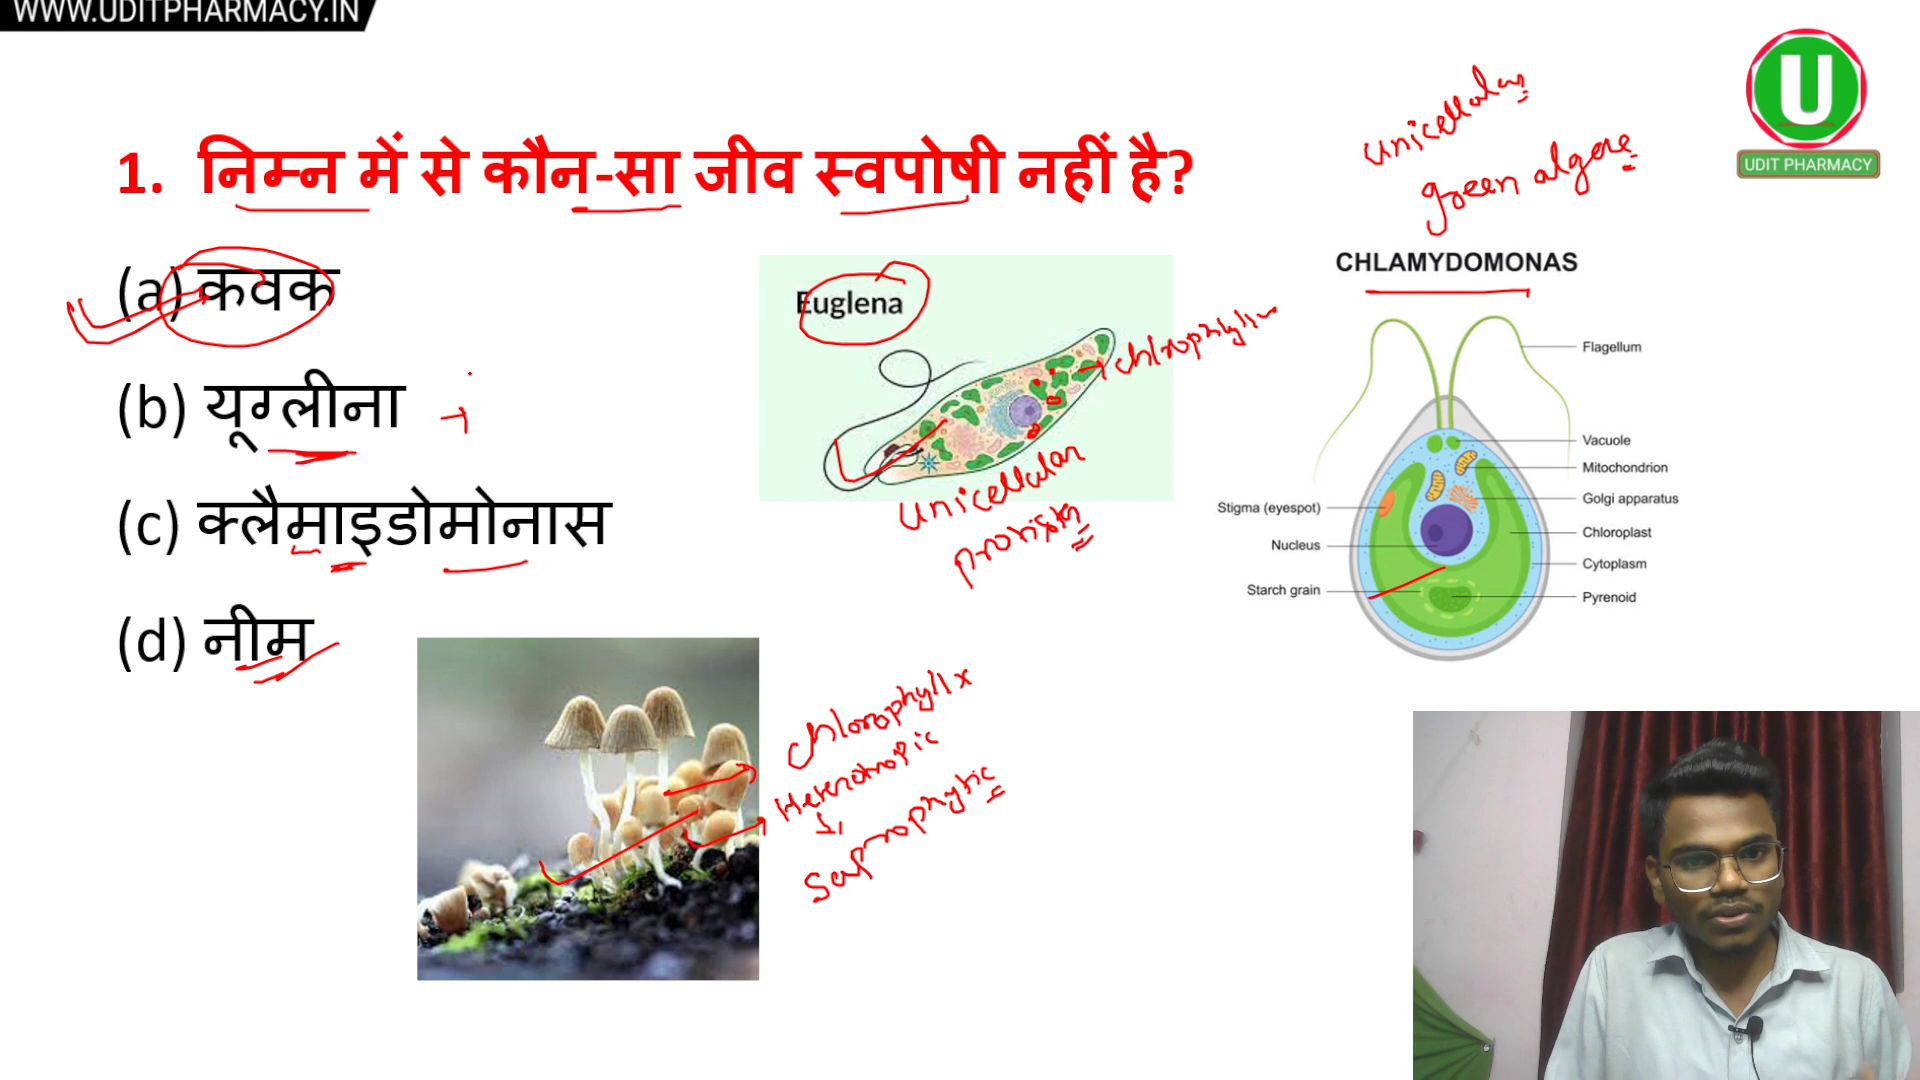 WWW.UDITPHARMACY.IN
U
UDIT PHARMACY
1. निम्न में से कौन-सा जीव स्वपोषी नहीं है?
(a) कवक
(b) यूग्लीना
(c) क्लैमाइडोमोनास
(d) नीम
Euglena
chlorophyll
Unicellular
protista
Unicellular
green algae
CHLAMYDOMONAS
Flagellum
Vacuole
Mitochondrion
Golgi apparatus
Chloroplast
Cytoplasm
Pyrenoid
Stigma (eyespot)
Nucleus
Starch grain
Chlorophyll x
Heterotropic
Saprophytic